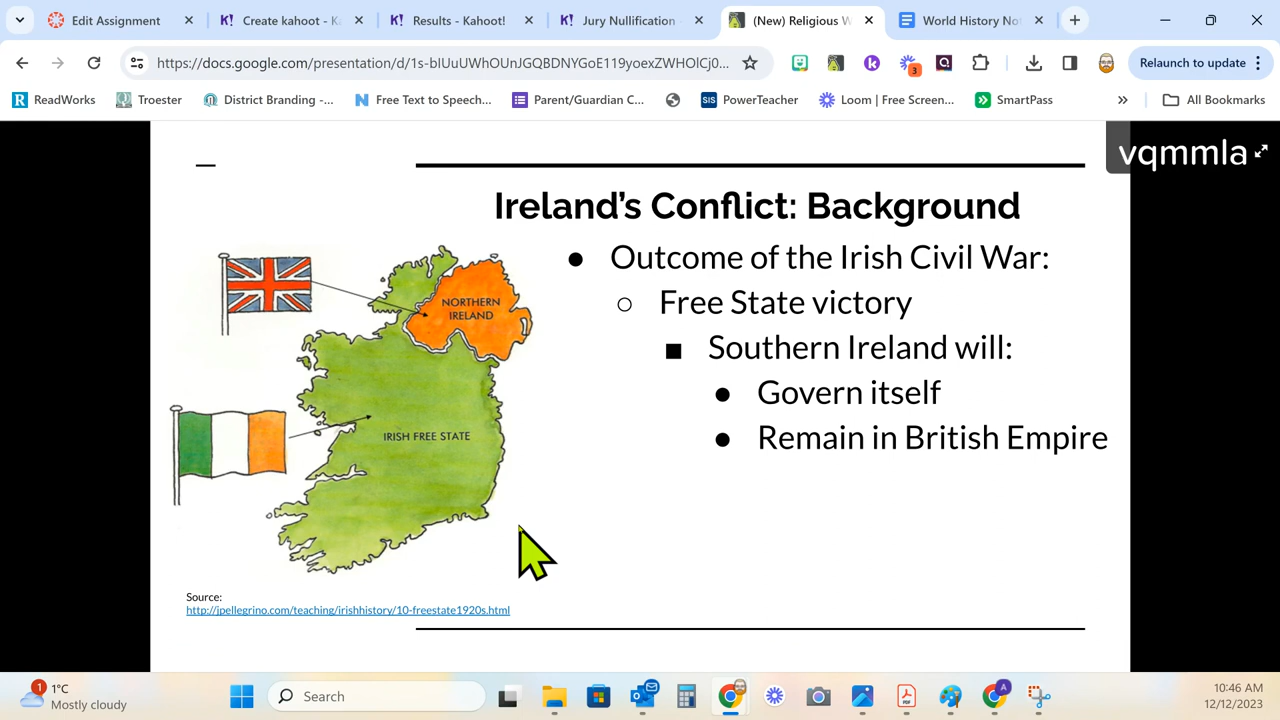 Edit Assignment
Create kahoot - K
Results - Kahoot!
Jury Nullification
(New) Religious W
World History No
https://docs.google.com/presentation/d/1s-blUuUWhOUnJGQBDNYGoE119yoexZWHOlCj0...
3
Relaunch to update
ReadWorks
Troester
District Branding -...
Free Text to Speech...
Parent/Guardian C...
SIS
PowerTeacher
Loom | Free Screen...
SmartPass
All Bookmarks
vqmmla
Ireland's Conflict: Background
● Outcome of the Irish Civil War:
○ Free State victory
■ Southern Ireland will:
● Govern itself
● Remain in British Empire
NORTHERN
IRELAND
IRISH FREE STATE
Source:
http://jpellegrino.com/teaching/irishhistory/10-freestate1920s.html
1
1°C
Mostly cloudy
Search
10:46 AM
12/12/2023